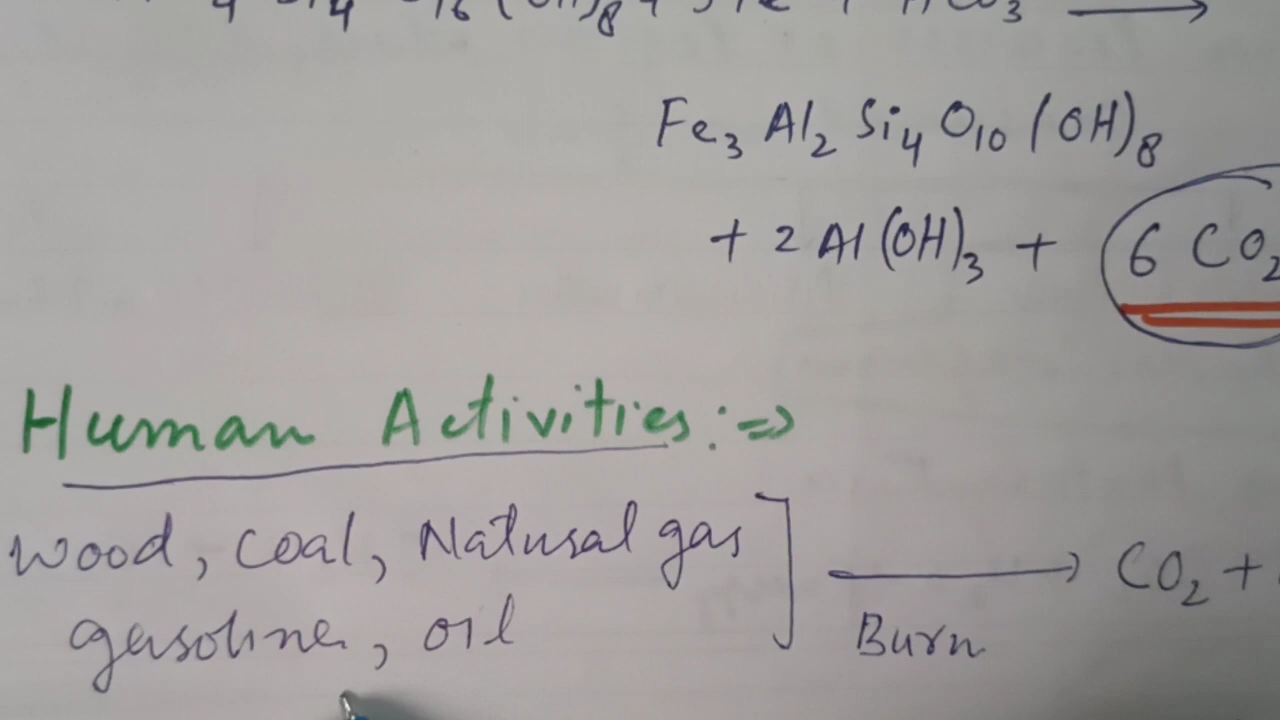 Fe₃ Al₂ Si₄ O₁₀ (OH)₈
+ 2 Al (OH)₃ + 6 CO₂
Human Activities :⇒
Wood, Coal, Natural gas
gasoline, oil ] ⟶ CO₂ +
Burn